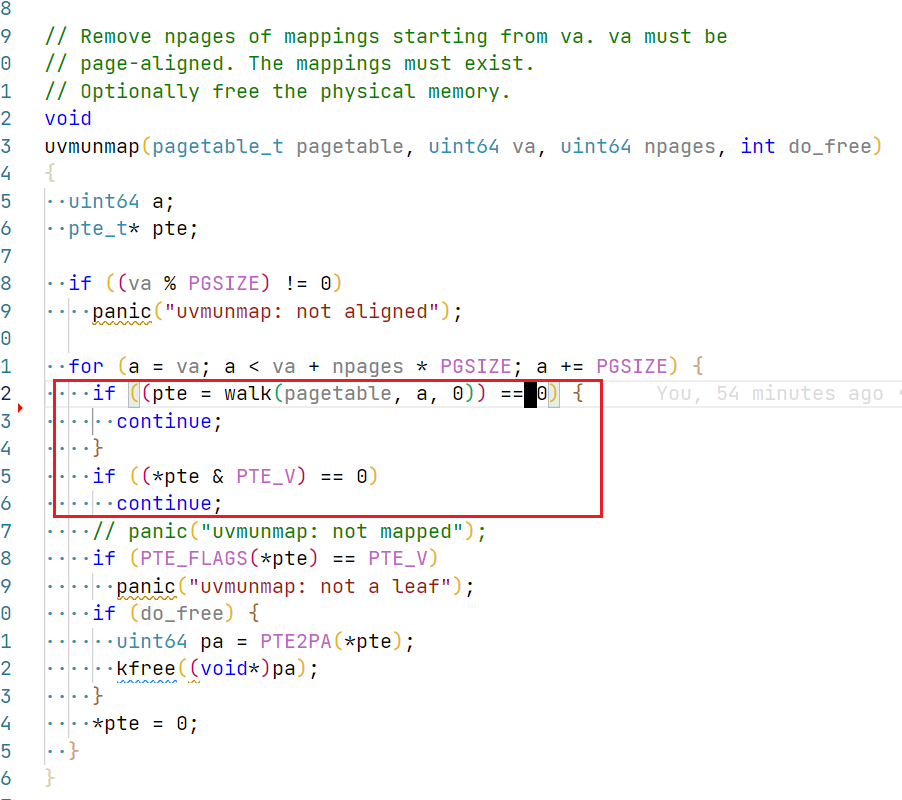 8
9 // Remove npages of mappings starting from va. va must be
0 // page-aligned. The mappings must exist.
1 // Optionally free the physical memory.
2 void
3 uvmunmap(pagetable_t pagetable, uint64 va, uint64 npages, int do_free)
4 {
5 ··uint64 a;
6 ··pte_t* pte;
7
8 ··if ((va % PGSIZE) != 0)
9 ····panic("uvmunmap: not aligned");
0
1 ··for (a = va; a < va + npages * PGSIZE; a += PGSIZE) {
2 ····if ((pte = walk(pagetable, a, 0)) == 0) { You, 54 minutes ago
3 ······continue;
4 ····}
5 ····if ((*pte & PTE_V) == 0)
6 ······continue;
7 ····// panic("uvmunmap: not mapped");
8 ····if (PTE_FLAGS(*pte) == PTE_V)
9 ······panic("uvmunmap: not a leaf");
0 ····if (do_free) {
1 ······uint64 pa = PTE2PA(*pte);
2 ······kfree((void*)pa);
3 ····}
4 ····*pte = 0;
5 ··}
6 }